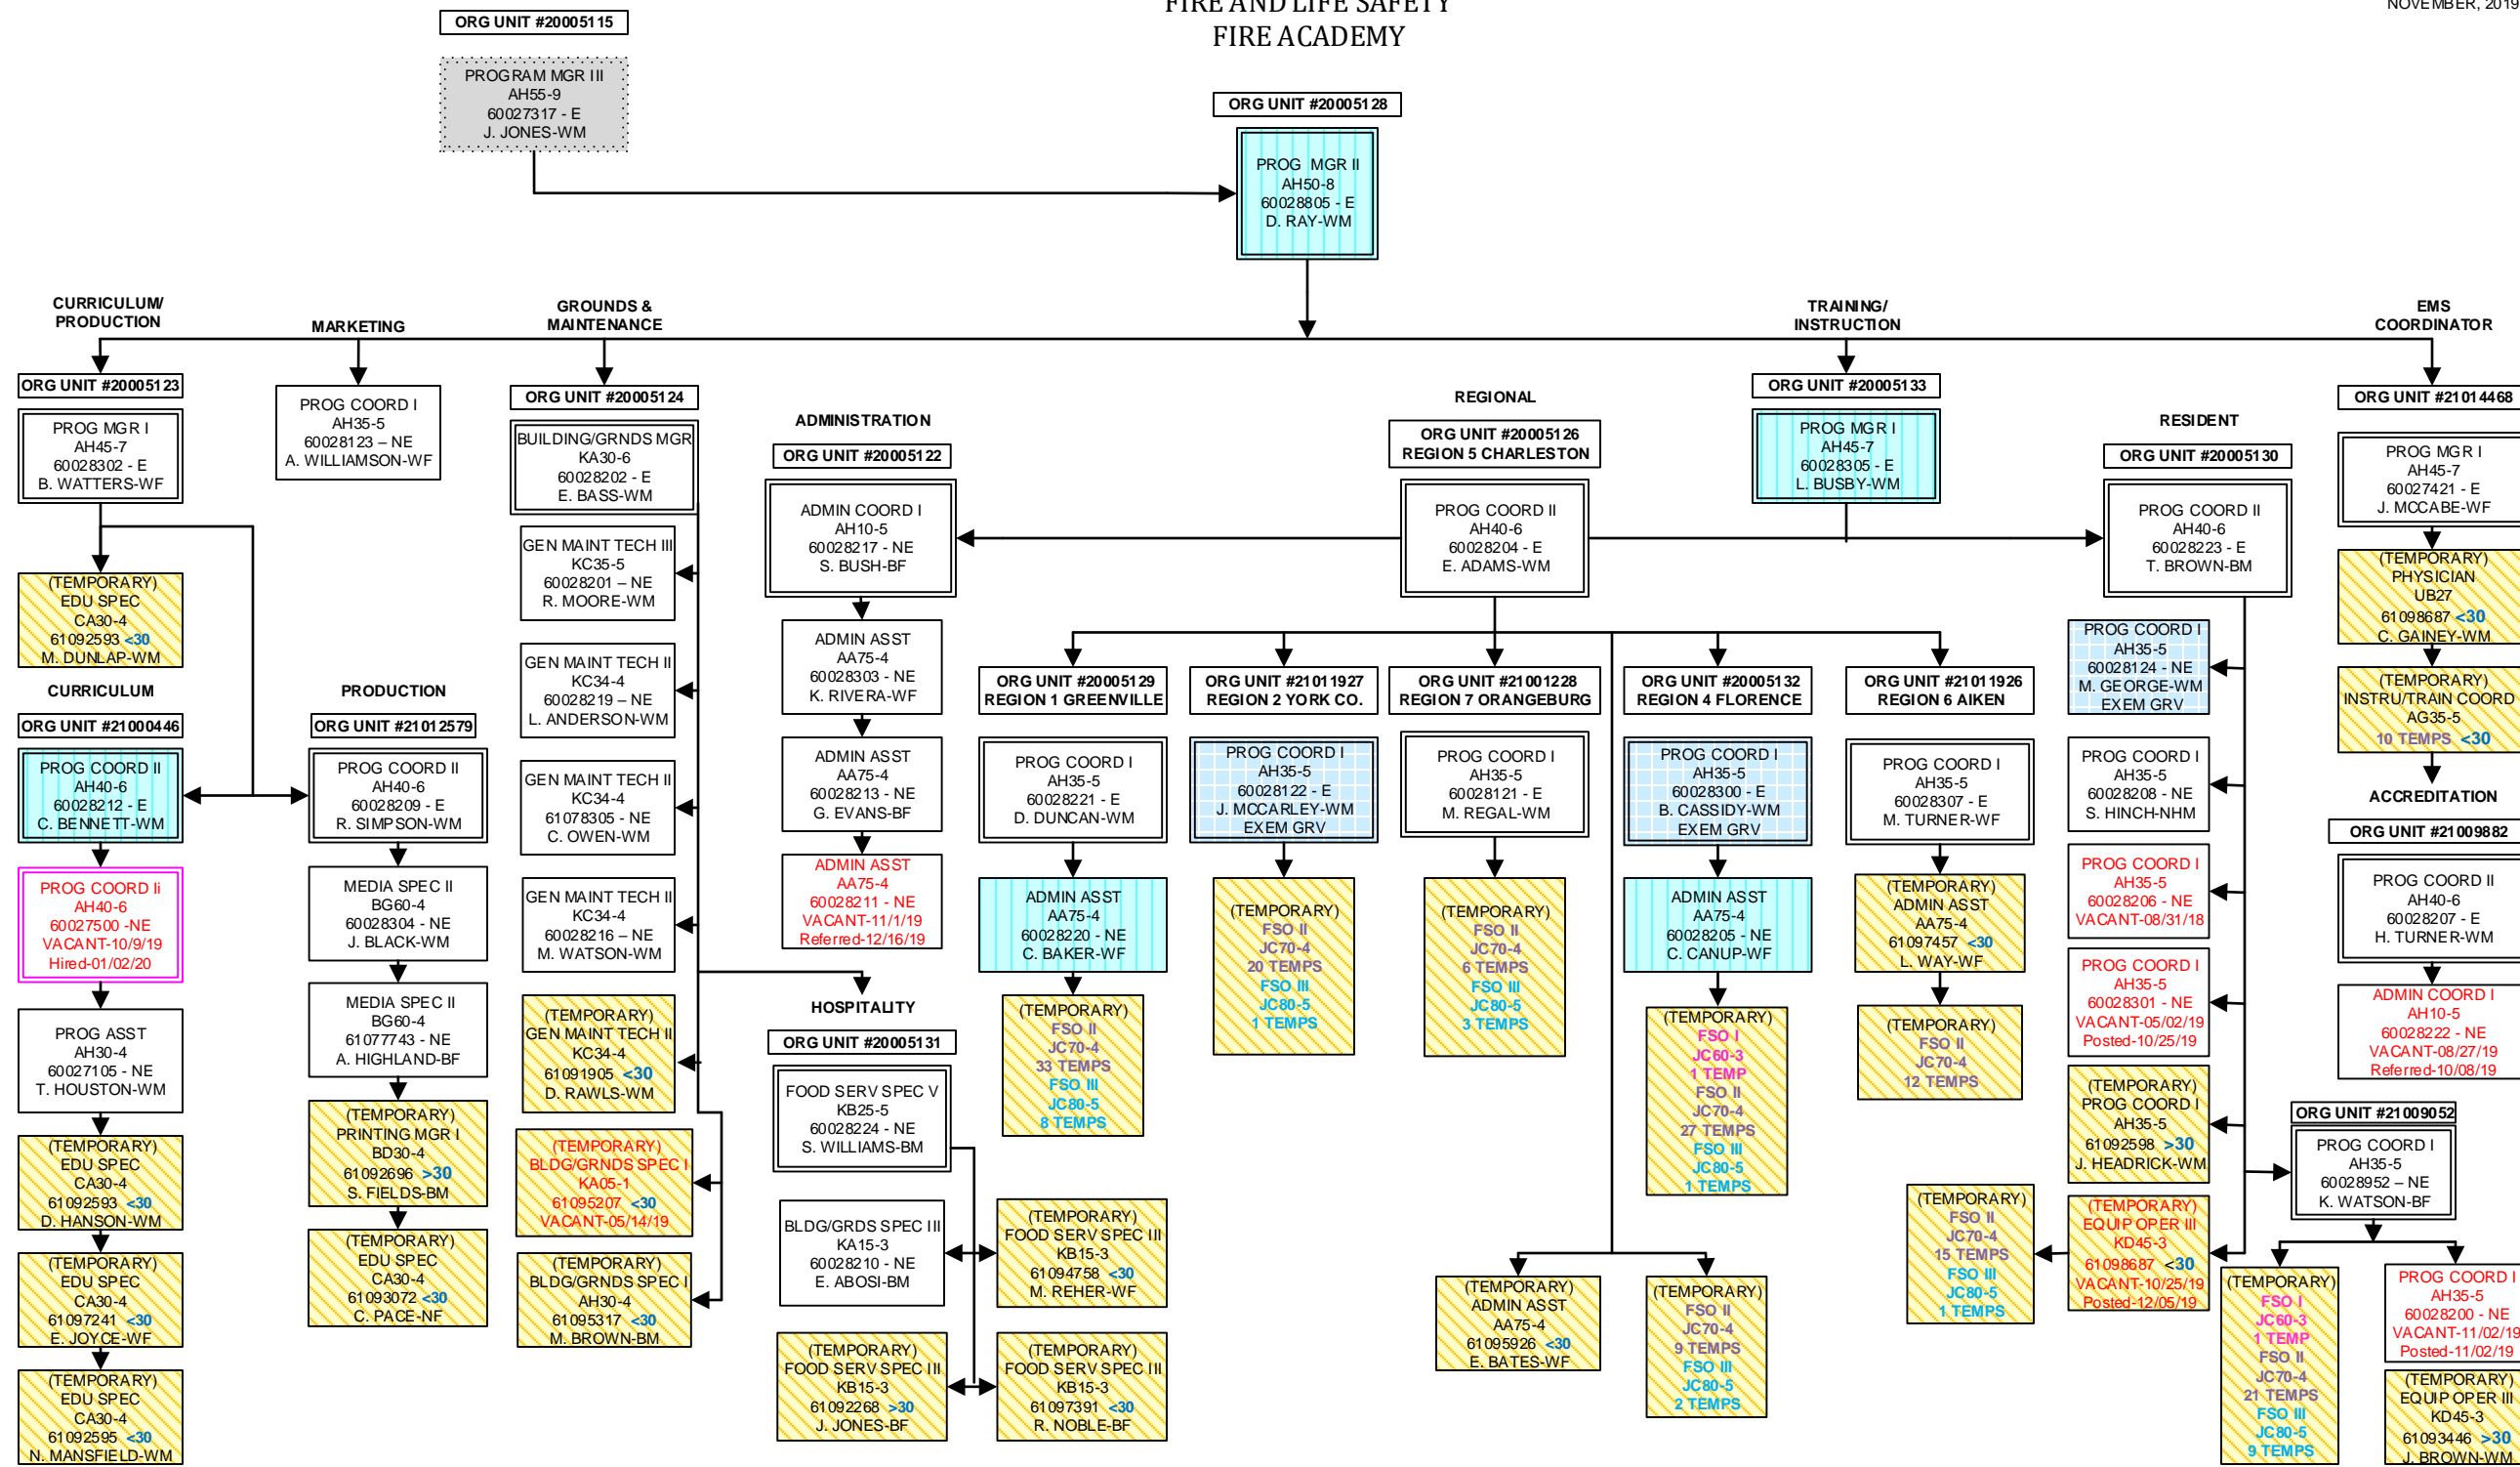 FIRE AND LIFE SAFETY
FIRE ACADEMY
NOVEMBER, 2019
ORG UNIT #20005115
PROGRAM MGR III
AH55-9
60027317 - E
J. JONES-WM
ORG UNIT #20005128
PROG MGR II
AH50-8
60028805 - E
D. RAY-WM
CURRICULUM/
PRODUCTION
MARKETING
GROUNDS &
MAINTENANCE
TRAINING/
INSTRUCTION
EMS
COORDINATOR
ORG UNIT #20005123
PROG MGR I
AH45-7
60028302 - E
B. WATTERS-WF
(TEMPORARY)
EDU SPEC
CA30-4
61092593 <30
M. DUNLAP-WM
CURRICULUM
ORG UNIT #21000446
PROG COORD II
AH40-6
60028212 - E
C. BENNETT-WM
PROG COORD Ii
AH40-6
60027500 -NE
VACANT-10/9/19
Hired-01/02/20
PROG ASST
AH30-4
60027105 - NE
T. HOUSTON-WM
(TEMPORARY)
EDU SPEC
CA30-4
61092593 <30
D. HANSON-WM
(TEMPORARY)
EDU SPEC
CA30-4
61097241 <30
E. JOYCE-WF
(TEMPORARY)
EDU SPEC
CA30-4
61092595 <30
N. MANSFIELD-WM
PRODUCTION
ORG UNIT #21012579
PROG COORD II
AH40-6
60028209 - E
R. SIMPSON-WM
MEDIA SPEC II
BG60-4
60028304 - NE
J. BLACK-WM
MEDIA SPEC II
BG60-4
61077743 - NE
A. HIGHLAND-BF
(TEMPORARY)
PRINTING MGR I
BD30-4
61092696 >30
S. FIELDS-BM
(TEMPORARY)
EDU SPEC
CA30-4
61093072 <30
C. PACE-NF
PROG COORD I
AH35-5
60028123 – NE
A. WILLIAMSON-WF
ORG UNIT #20005124
BUILDING/GRNDS MGR
KA30-6
60028202 - E
E. BASS-WM
GEN MAINT TECH III
KC35-5
60028201 – NE
R. MOORE-WM
GEN MAINT TECH II
KC34-4
60028219 – NE
L. ANDERSON-WM
GEN MAINT TECH II
KC34-4
61078305 - NE
C. OWEN-WM
GEN MAINT TECH II
KC34-4
60028216 – NE
M. WATSON-WM
(TEMPORARY)
GEN MAINT TECH II
KC34-4
61091905 <30
D. RAWLS-WM
(TEMPORARY)
BLDG/GRNDS SPEC I
KA05-1
61095207 <30
VACANT-05/14/19
(TEMPORARY)
BLDG/GRNDS SPEC I
AH30-4
61095317 <30
M. BROWN-BM
ADMINISTRATION
ORG UNIT #20005122
ADMIN COORD I
AH10-5
60028217 - NE
S. BUSH-BF
ADMIN ASST
AA75-4
60028303 - NE
K. RIVERA-WF
ADMIN ASST
AA75-4
60028213 - NE
G. EVANS-BF
ADMIN ASST
AA75-4
60028211 - NE
VACANT-11/1/19
Referred-12/16/19
HOSPITALITY
ORG UNIT #20005131
FOOD SERV SPEC V
KB25-5
60028224 - NE
S. WILLIAMS-BM
BLDG/GRDS SPEC III
KA15-3
60028210 - NE
E. ABOSI-BM
(TEMPORARY)
FOOD SERV SPEC III
KB15-3
61094758 <30
M. REHER-WF
(TEMPORARY)
FOOD SERV SPEC III
KB15-3
61092268 >30
J. JONES-BF
(TEMPORARY)
FOOD SERV SPEC III
KB15-3
61097391 <30
R. NOBLE-BF
REGIONAL
ORG UNIT #20005126
REGION 5 CHARLESTON
PROG COORD II
AH40-6
60028204 - E
E. ADAMS-WM
ORG UNIT #20005129
REGION 1 GREENVILLE
PROG COORD I
AH35-5
60028221 - E
D. DUNCAN-WM
ADMIN ASST
AA75-4
60028220 - NE
C. BAKER-WF
(TEMPORARY)
FSO II
JC70-4
33 TEMPS
FSO III
JC80-5
8 TEMPS
ORG UNIT #21011927
REGION 2 YORK CO.
PROG COORD I
AH35-5
60028122 - E
J. MCCARLEY-WM
EXEM GRV
(TEMPORARY)
FSO II
JC70-4
20 TEMPS
FSO III
JC80-5
1 TEMPS
ORG UNIT #21001228
REGION 7 ORANGEBURG
PROG COORD I
AH35-5
60028121 - E
M. REGAL-WM
(TEMPORARY)
FSO II
JC70-4
6 TEMPS
FSO III
JC80-5
3 TEMPS
ORG UNIT #20005132
REGION 4 FLORENCE
PROG COORD I
AH35-5
60028300 - E
B. CASSIDY-WM
EXEM GRV
ADMIN ASST
AA75-4
60028205 - NE
C. CANUP-WF
(TEMPORARY)
FSO I
JC60-3
1 TEMP
FSO II
JC70-4
27 TEMPS
FSO III
JC80-5
1 TEMPS
ORG UNIT #21011926
REGION 6 AIKEN
PROG COORD I
AH35-5
60028307 - E
M. TURNER-WF
(TEMPORARY)
ADMIN ASST
AA75-4
61097457 <30
L. WAY-WF
(TEMPORARY)
FSO II
JC70-4
12 TEMPS
(TEMPORARY)
ADMIN ASST
AA75-4
61095926 <30
E. BATES-WF
(TEMPORARY)
FSO II
JC70-4
9 TEMPS
FSO III
JC80-5
2 TEMPS
ORG UNIT #20005133
PROG MGR I
AH45-7
60028305 - E
L. BUSBY-WM
RESIDENT
ORG UNIT #20005130
PROG COORD II
AH40-6
60028223 - E
T. BROWN-BM
PROG COORD I
AH35-5
60028124 - NE
M. GEORGE-WM
EXEM GRV
PROG COORD I
AH35-5
60028208 - NE
S. HINCH-NHM
PROG COORD I
AH35-5
60028206 - NE
VACANT-08/31/18
PROG COORD I
AH35-5
60028301 - NE
VACANT-05/02/19
Posted-10/25/19
(TEMPORARY)
PROG COORD I
AH35-5
61092598 >30
J. HEADRICK-WM
(TEMPORARY)
EQUIP OPER III
KD45-3
61098687 <30
VACANT-10/25/19
Posted-12/05/19
(TEMPORARY)
FSO II
JC70-4
15 TEMPS
FSO III
JC80-5
1 TEMPS
ORG UNIT #21009052
PROG COORD I
AH35-5
60028952 – NE
K. WATSON-BF
(TEMPORARY)
FSO I
JC60-3
1 TEMP
FSO II
JC70-4
21 TEMPS
FSO III
JC80-5
9 TEMPS
PROG COORD I
AH35-5
60028200 - NE
VACANT-11/02/19
Posted-11/02/19
(TEMPORARY)
EQUIP OPER III
KD45-3
61093446 >30
J. BROWN-WM
ORG UNIT #21014468
PROG MGR I
AH45-7
60027421 - E
J. MCCABE-WF
(TEMPORARY)
PHYSICIAN
UB27
61098687 <30
C. GAINEY-WM
(TEMPORARY)
INSTRU/TRAIN COORD
AG35-5
10 TEMPS <30
ACCREDITATION
ORG UNIT #21009882
PROG COORD II
AH40-6
60028207 - E
H. TURNER-WM
ADMIN COORD I
AH10-5
60028222 - NE
VACANT-08/27/19
Referred-10/08/19